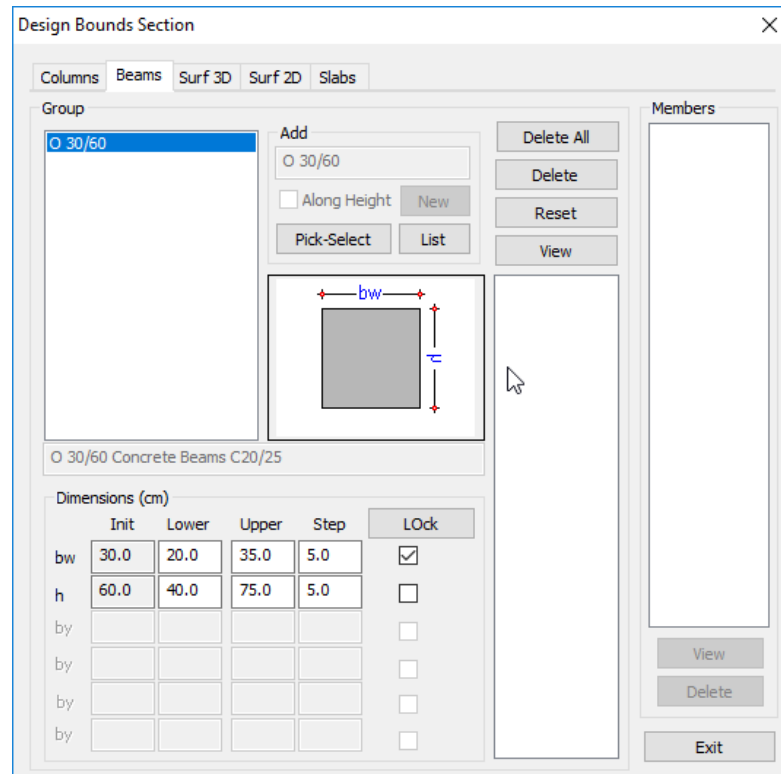 Design Bounds Section
Columns Beams Surf 3D Surf 2D Slabs
Group
O 30/60
Add
O 30/60
Along Height New
Pick-Select List
Delete All
Delete
Reset
View
bw
h
O 30/60 Concrete Beams C20/25
Dimensions (cm)
Init Lower Upper Step LOck
bw 30.0 20.0 35.0 5.0
h 60.0 40.0 75.0 5.0
by
by
by
by
Members
View
Delete
Exit